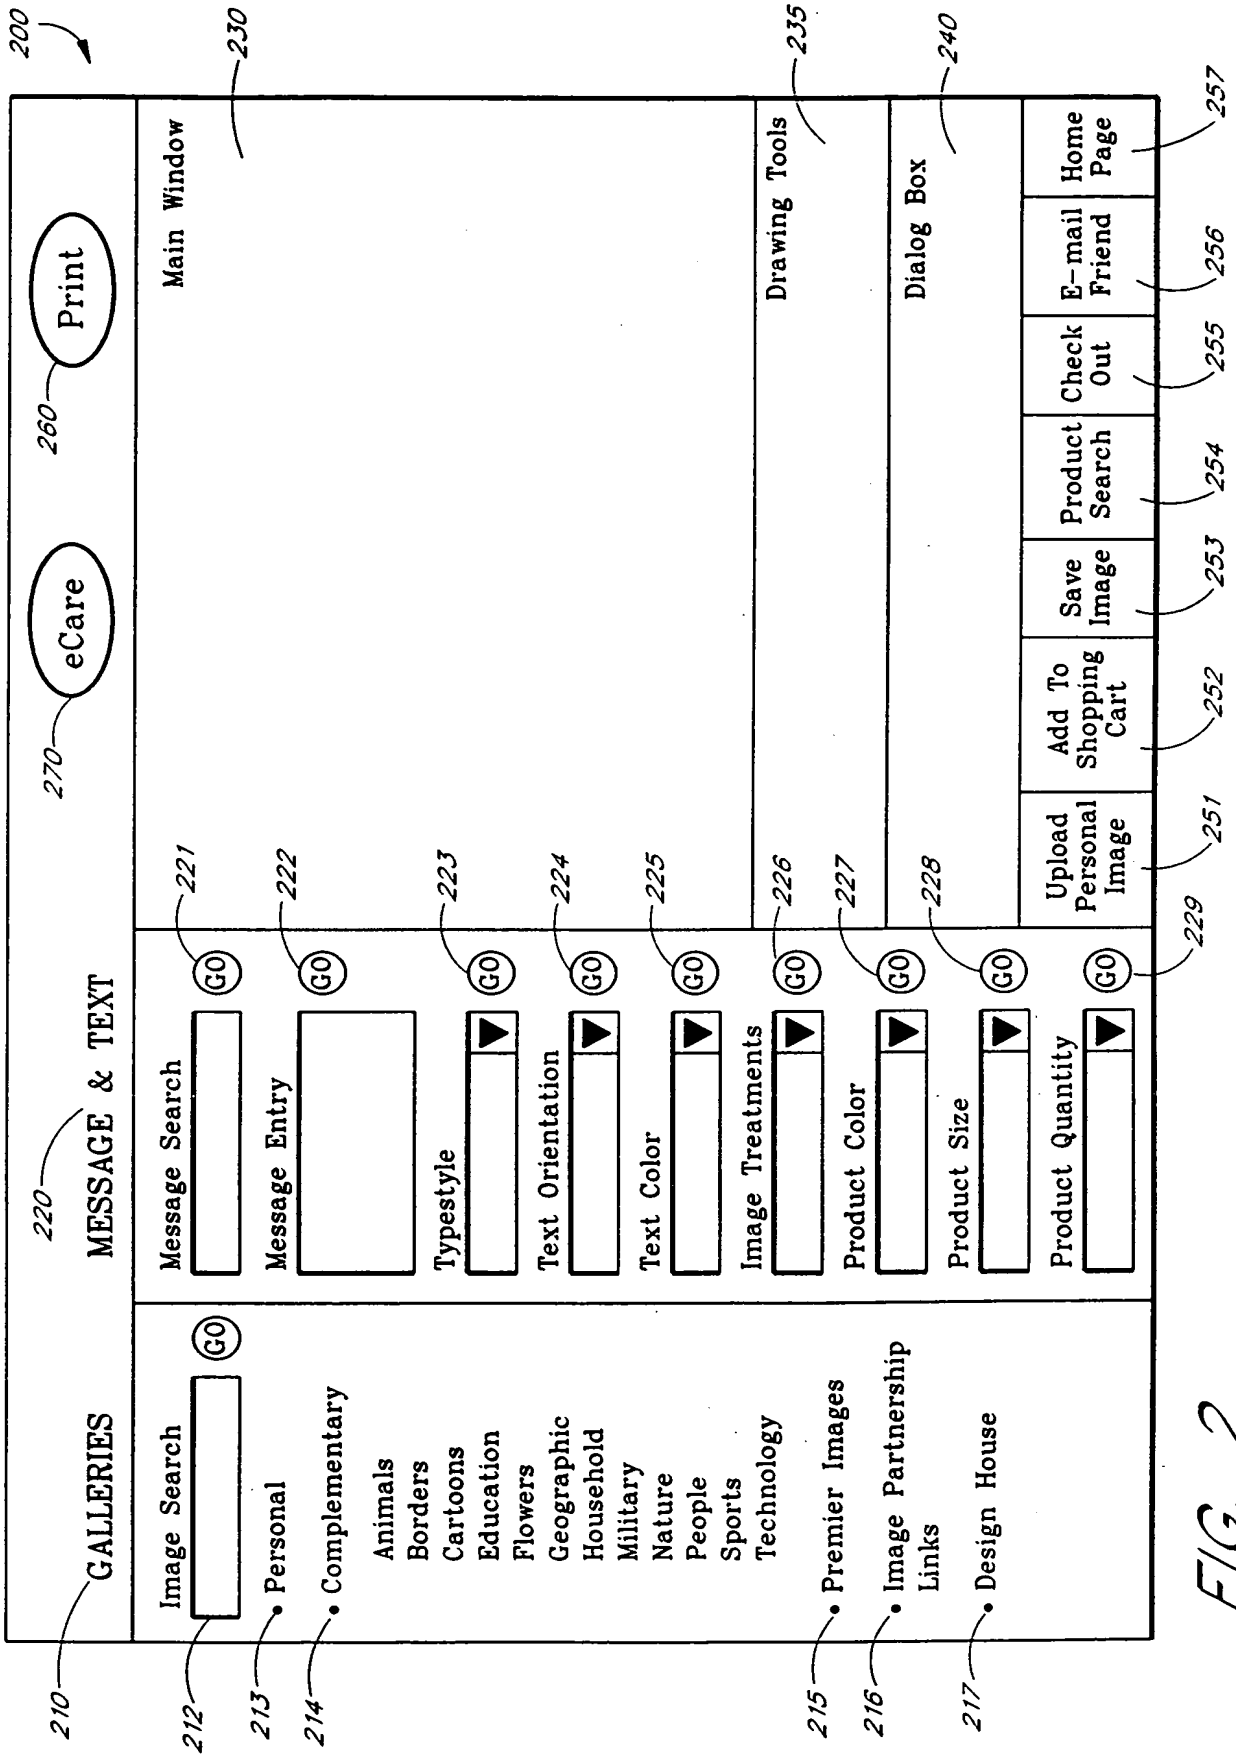 200
210
220
270
260
GALLERIES
MESSAGE & TEXT
eCare
Print
Image Search
GO
212
• Personal
213
• Complementary
214
Animals
Borders
Cartoons
Education
Flowers
Geographic
Household
Military
Nature
People
Sports
Technology
• Premier Images
215
• Image Partnership
Links
216
• Design House
217
Message Search
GO
221
Message Entry
GO
222
Typestyle
GO
223
Text Orientation
GO
224
Text Color
GO
225
Image Treatments
GO
226
Product Color
GO
227
Product Size
GO
228
Product Quantity
GO
229
Main Window
230
Drawing Tools
235
Dialog Box
240
Upload
Personal
Image
251
Add To
Shopping
Cart
252
Save
Image
253
Product
Search
254
Check
Out
255
E-mail
Friend
256
Home
Page
257
FIG. 2